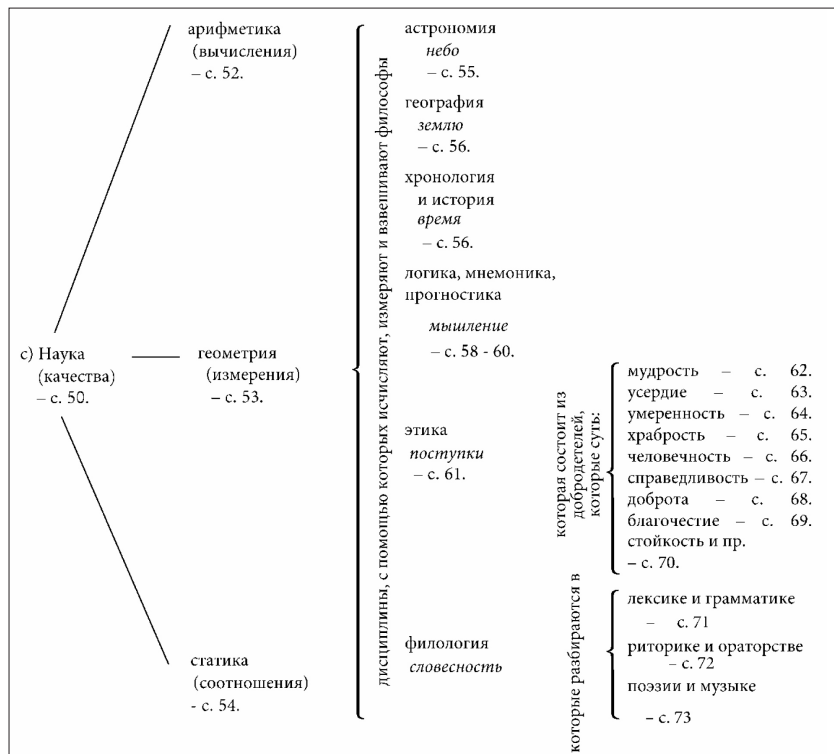 арифметика
(вычисления)
– с. 52.
с) Наука
(качества)
– с. 50.
геометрия
(измерения)
– с. 53.
статика
(соотношения)
- с. 54.
дисциплины, с помощью которых исчисляют, измеряют и взвешивают философы
астрономия
небо
– с. 55.
география
землю
– с. 56.
хронология
и история
время
– с. 56.
логика, мнемоника,
прогностика
мышление
– с. 58 - 60.
этика
поступки
– с. 61.
которая состоит из
добродетелей,
которые суть:
мудрость – с. 62.
усердие – с. 63.
умеренность – с. 64.
храбрость – с. 65.
человечность – с. 66.
справедливость – с. 67.
доброта – с. 68.
благочестие – с. 69.
стойкость и пр.
– с. 70.
филология
словесность
которые разбираются в
лексике и грамматике
– с. 71
риторике и ораторстве
– с. 72
поэзии и музыке
– с. 73